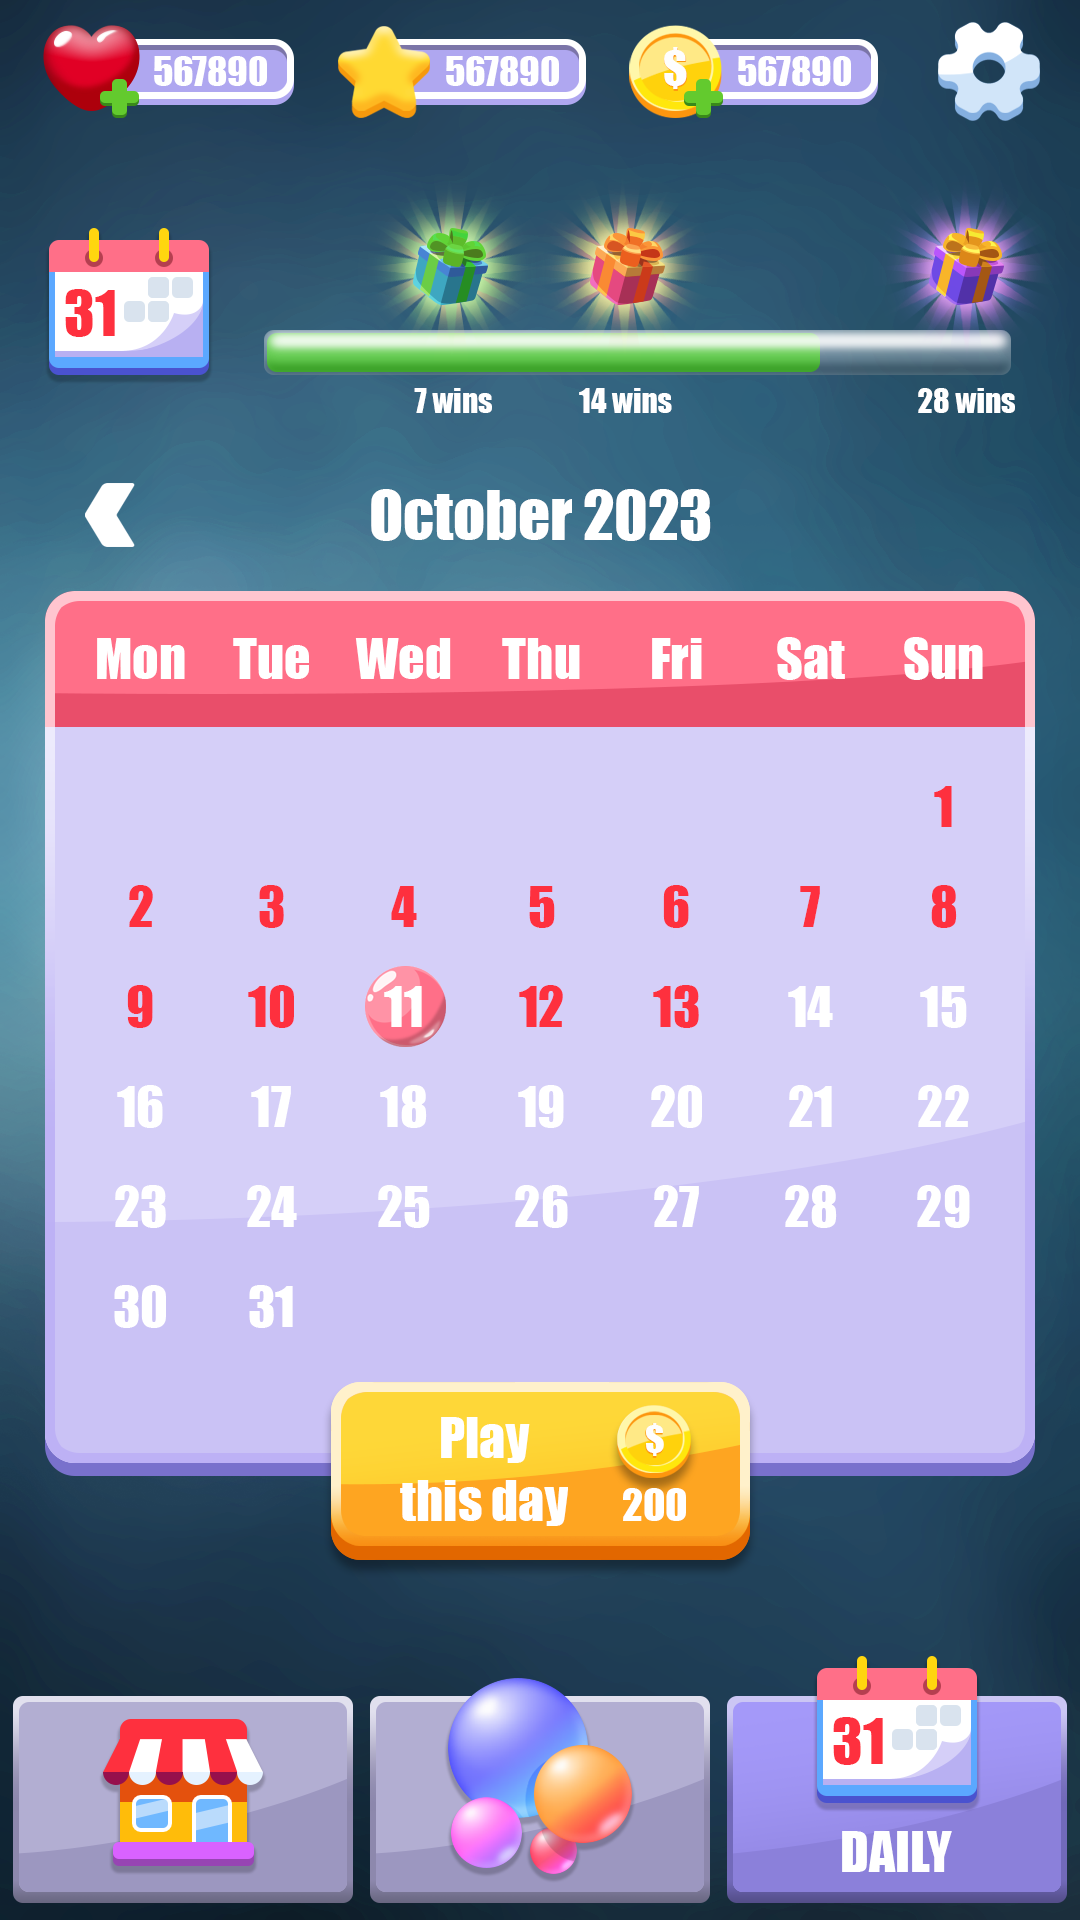 567890 567890 $ 567890
31
7 wins 14 wins 28 wins
October 2023
Mon Tue Wed Thu Fri Sat Sun
1
2 3 4 5 6 7 8
9 10 11 12 13 14 15
16 17 18 19 20 21 22
23 24 25 26 27 28 29
30 31
Play $
this day 200
31
DAILY